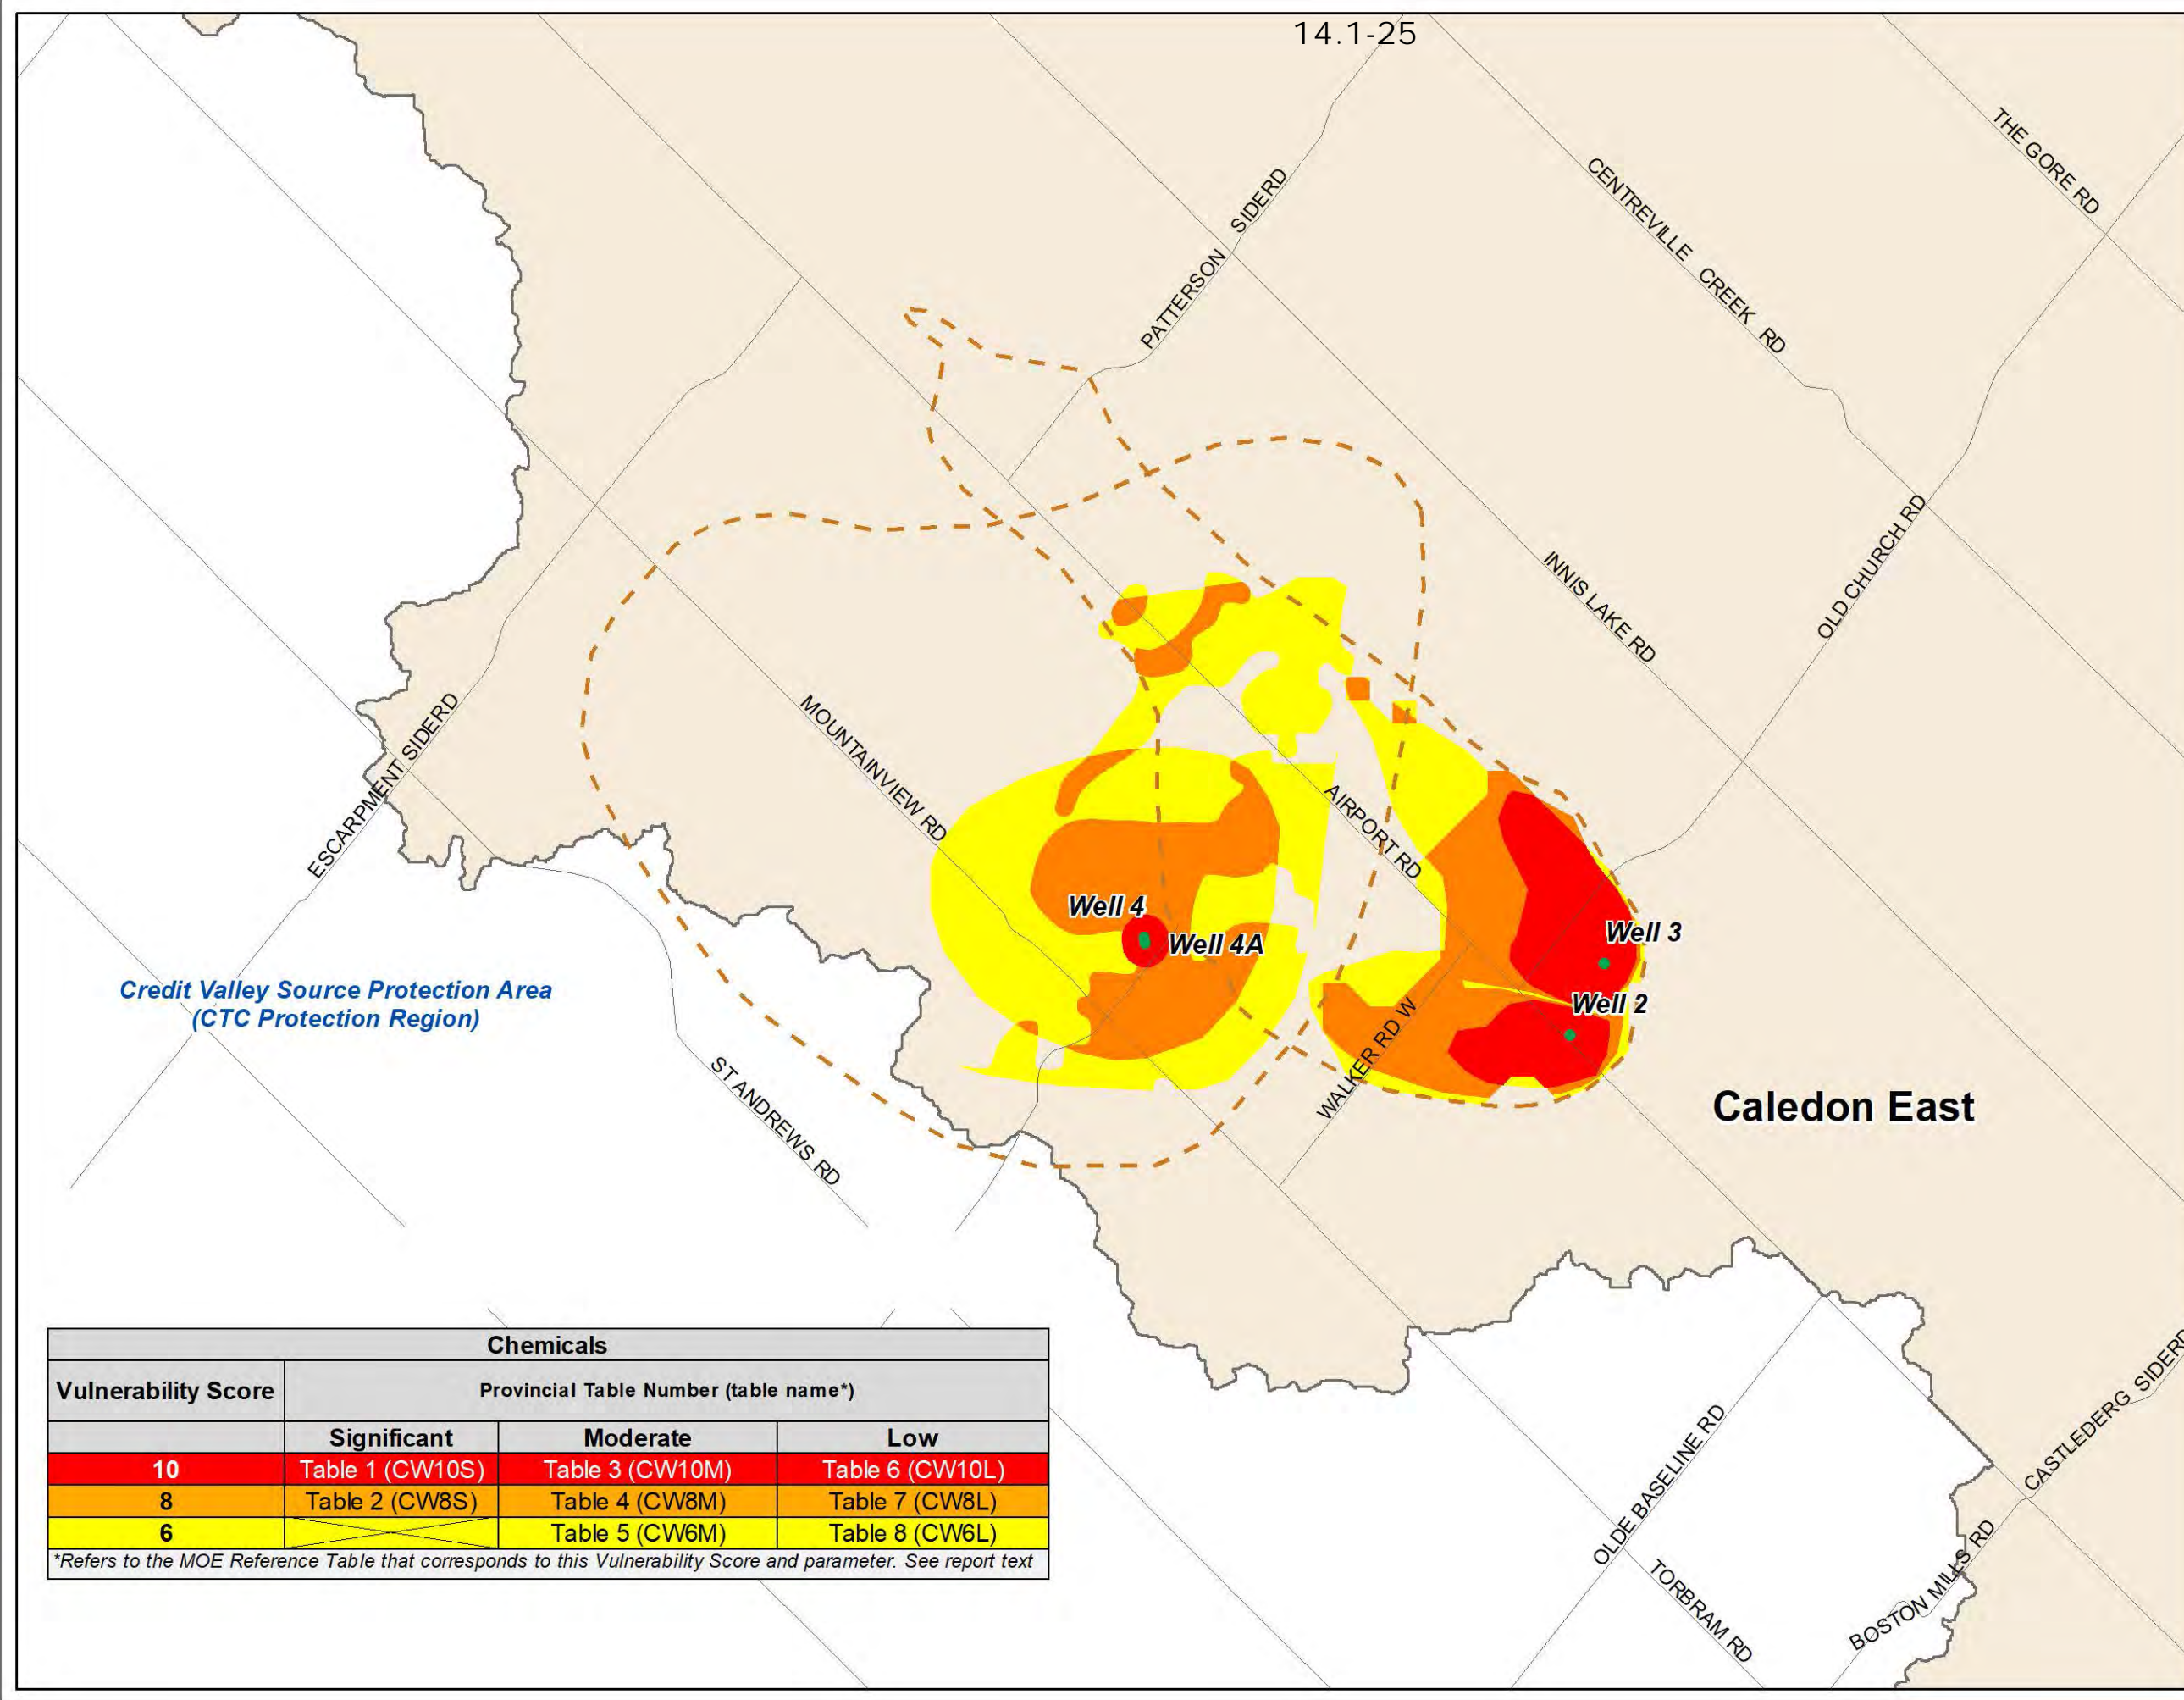 14.1-25
THE GORE RD
CENTREVILLE CREEK RD
PATTERSON SIDERD
OLD CHURCH RD
INNIS LAKE RD
MOUNTAINVIEW RD
ESCARPMENT SIDERD
AIRPORT RD
Well 4
Well 4A
Well 3
Well 2
Credit Valley Source Protection Area
(CTC Protection Region)
WALKER RD W
ST ANDREWS RD
Caledon East
Chemicals
Vulnerability Score Provincial Table Number (table name*)
Significant Moderate Low
10 Table 1 (CW10S) Table 3 (CW10M) Table 6 (CW10L)
8 Table 2 (CW8S) Table 4 (CW8M) Table 7 (CW8L)
6 Table 5 (CW6M) Table 8 (CW6L)
*Refers to the MOE Reference Table that corresponds to this Vulnerability Score and parameter. See report text
CASTLEDERG SIDERD
OLDE BASELINE RD
BOSTON MILLS RD
TORBRAM RD